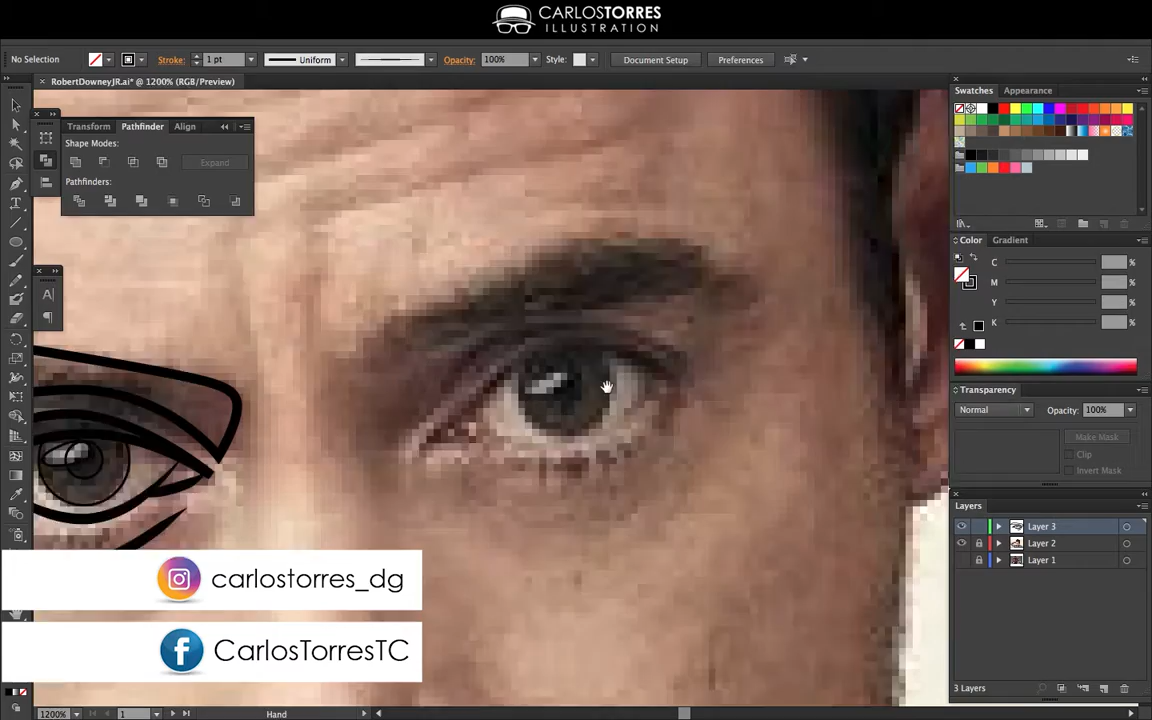 CARLOSTORRES
ILLUSTRATION
No Selection
Stroke:
1 pt
Uniform
Opacity:
100%
Style:
Document Setup
Preferences
RobertDowneyJR.ai* @ 1200% (RGB/Preview)
Transform
Pathfinder
Align
Shape Modes:
Expand
Pathfinders:
Swatches
Appearance
Color
Gradient
C
%
M
%
Y
%
K
%
Transparency
Normal
Opacity:
100%
Make Mask
Clip
Invert Mask
Layers
Layer 3
Layer 2
Layer 1
carlostorres_dg
CarlosTorresTC
3 Layers
1200%
1
Hand